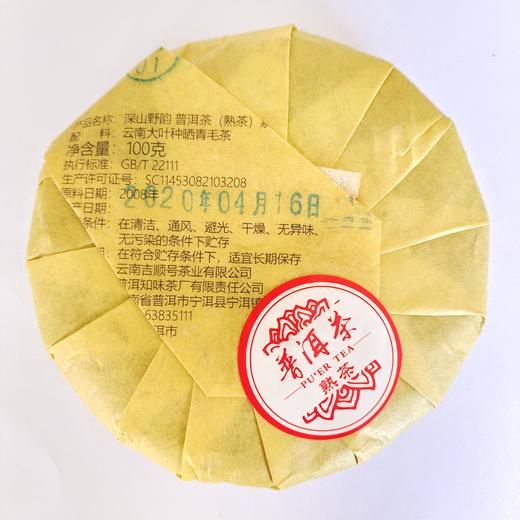 01
产品名称：深山野韵 普洱茶（熟茶）
配 料：云南大叶种晒青毛茶
净含量：100克
执行标准：GB/T 22111
生产许可证号：SC11453082103208
原料日期：2008年
产日期：2020年04月16日
条件：在清洁、通风、避光、干燥、无异味、
无污染的条件下贮存
期：在符合贮存条件下，适宜长期保存
云南吉顺号茶业有限公司
普洱知味茶厂有限责任公司
南省普洱市宁洱县宁洱镇
63835111
洱市
普洱茶
PU'ER TEA
熟茶